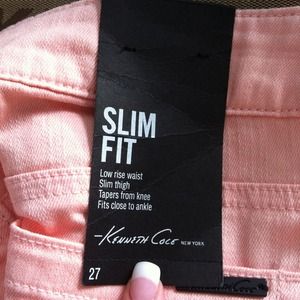 SLIM
FIT
Low rise waist
Slim thigh
Tapers from knee
Fits close to ankle
Kenneth Cole NEW YORK
27